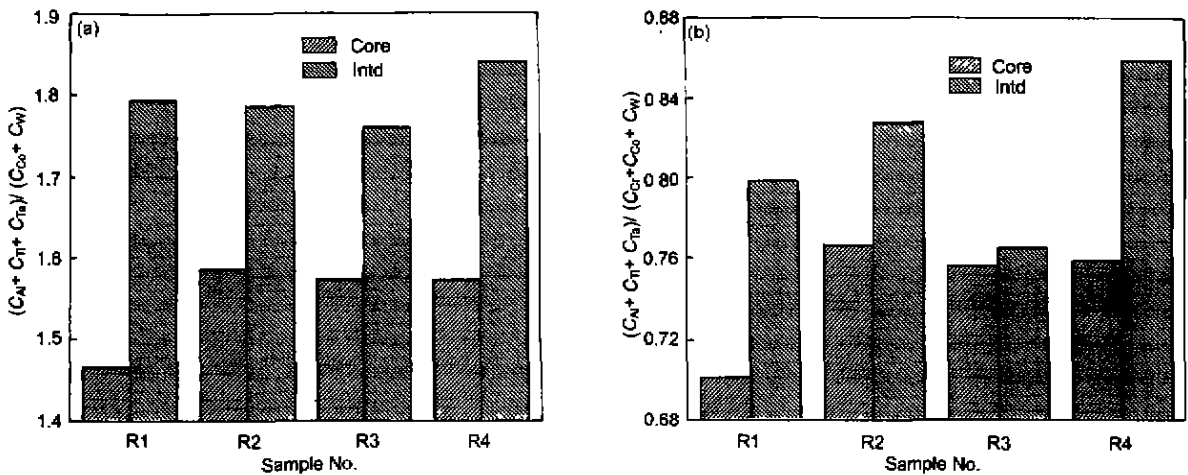 (a)
Core
Intd
1.9
1.8
1.7
1.6
1.5
1.4
(C_Al + C_Ti + C_Ta) / (C_Co + C_W)
R1 R2 R3 R4
Sample No.
(b)
Core
Intd
0.88
0.84
0.80
0.76
0.72
0.68
(C_Al + C_Ti + C_Ta) / (C_Cr + C_Co + C_W)
R1 R2 R3 R4
Sample No.